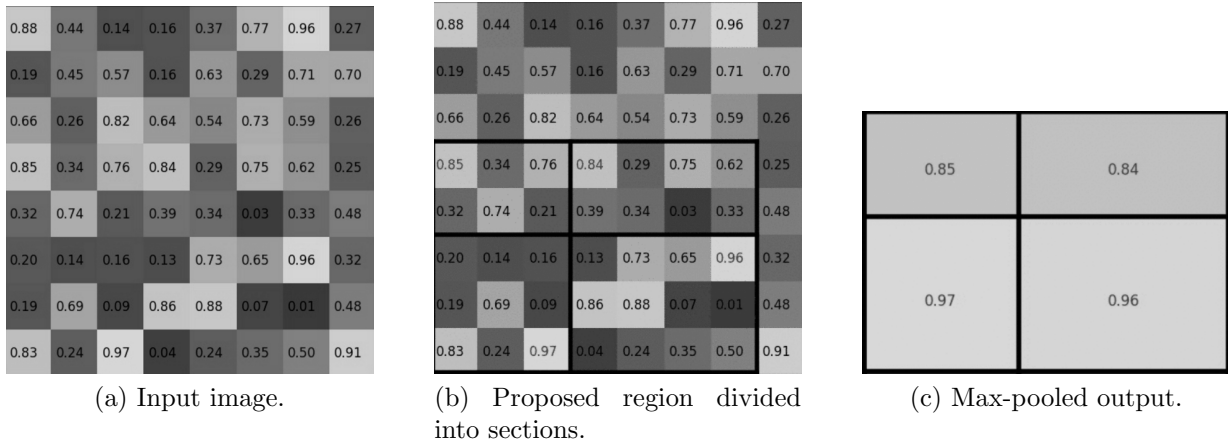 0.88 0.44 0.14 0.16 0.37 0.77 0.96 0.27
0.19 0.45 0.57 0.16 0.63 0.29 0.71 0.70
0.66 0.26 0.82 0.64 0.54 0.73 0.59 0.26
0.85 0.34 0.76 0.84 0.29 0.75 0.62 0.25
0.32 0.74 0.21 0.39 0.34 0.03 0.33 0.48
0.20 0.14 0.16 0.13 0.73 0.65 0.96 0.32
0.19 0.69 0.09 0.86 0.88 0.07 0.01 0.48
0.83 0.24 0.97 0.04 0.24 0.35 0.50 0.91
(a) Input image.
0.88 0.44 0.14 0.16 0.37 0.77 0.96 0.27
0.19 0.45 0.57 0.16 0.63 0.29 0.71 0.70
0.66 0.26 0.82 0.64 0.54 0.73 0.59 0.26
0.85 0.34 0.76 0.84 0.29 0.75 0.62 0.25
0.32 0.74 0.21 0.39 0.34 0.03 0.33 0.48
0.20 0.14 0.16 0.13 0.73 0.65 0.96 0.32
0.19 0.69 0.09 0.86 0.88 0.07 0.01 0.48
0.83 0.24 0.97 0.04 0.24 0.35 0.50 0.91
(b) Proposed region divided
into sections.
0.85 0.84
0.97 0.96
(c) Max-pooled output.